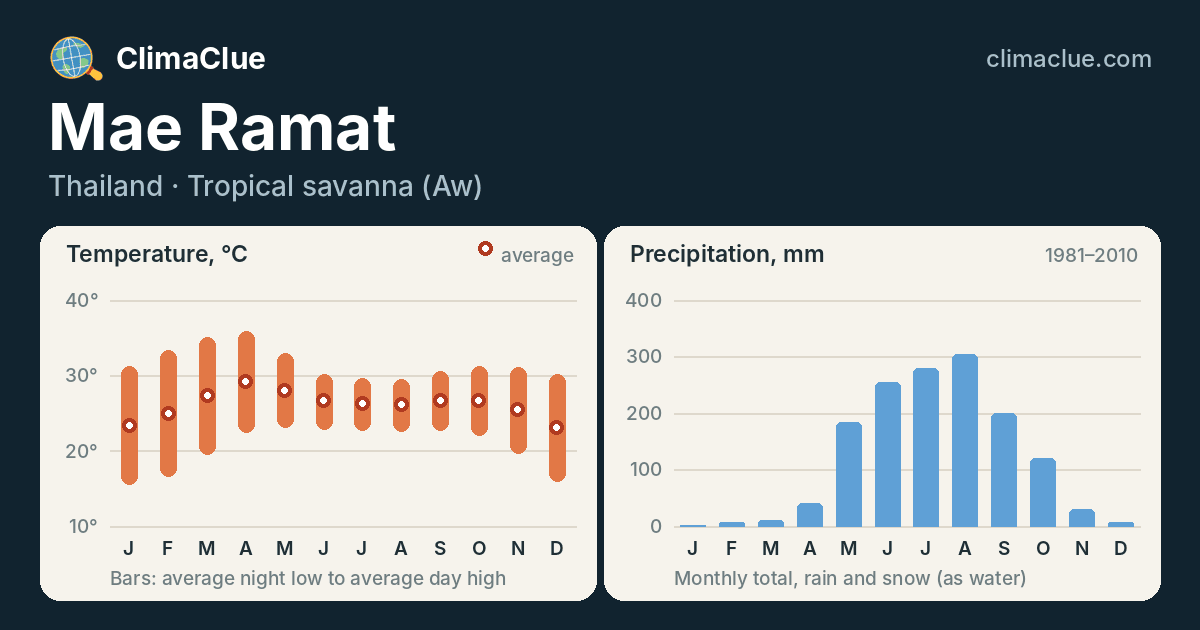 ClimaClue
climaclue.com
Mae Ramat
Thailand · Tropical savanna (Aw)
Temperature, °C
average
40°
30°
20°
10°
J F M A M J J A S O N D
Bars: average night low to average day high
Precipitation, mm
1981–2010
400
300
200
100
0
J F M A M J J A S O N D
Monthly total, rain and snow (as water)